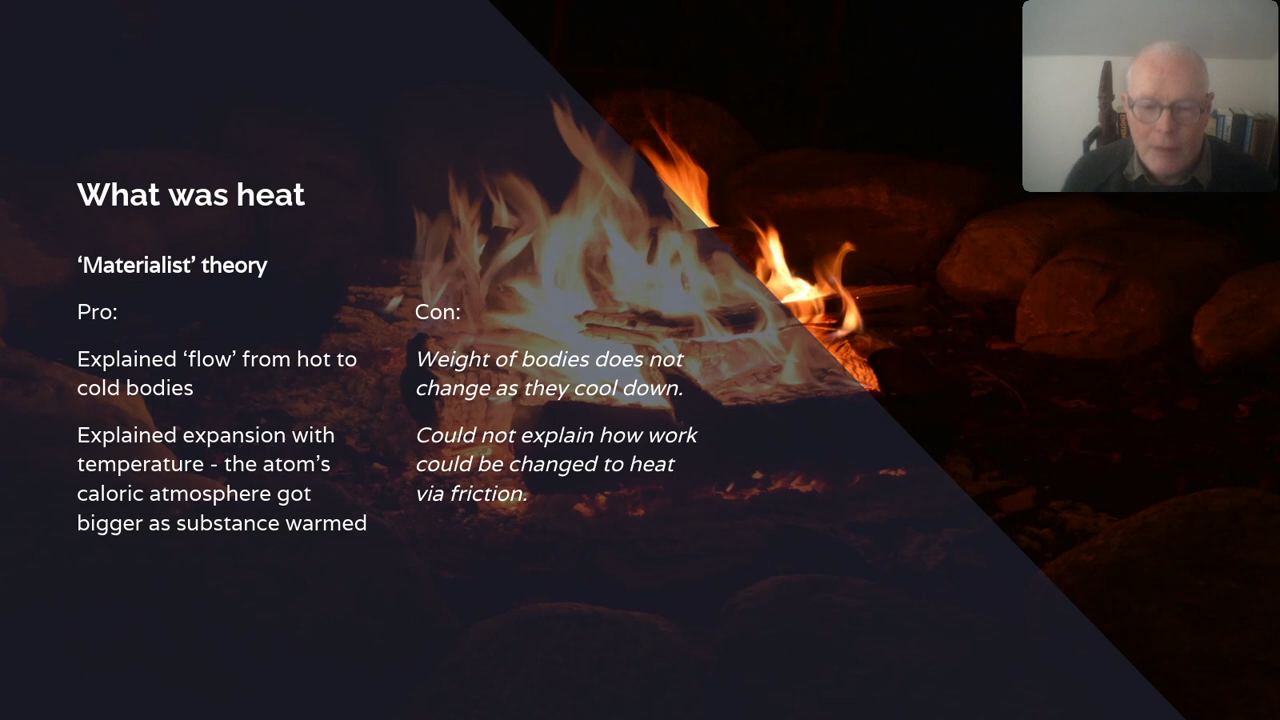 What was heat
‘Materialist’ theory
Pro:
Explained ‘flow’ from hot to
cold bodies
Explained expansion with
temperature - the atom’s
caloric atmosphere got
bigger as substance warmed
Con:
Weight of bodies does not
change as they cool down.
Could not explain how work
could be changed to heat
via friction.